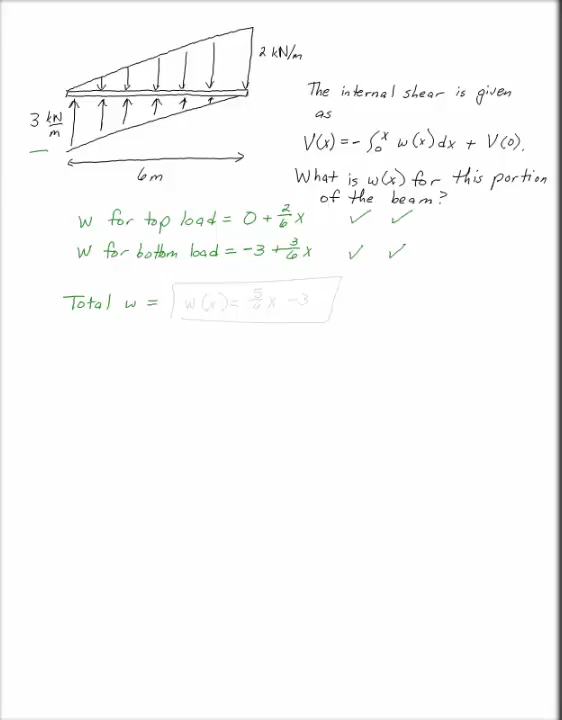 2 kN/m
3 kN/m
6m
The internal shear is given
as
V(x) = - ∫₀ˣ w(x)dx + V(0).
What is w(x) for this portion
of the beam?
w for top load = 0 + 2/6 x ✓ ✓
w for bottom load = -3 + 3/6 x ✓ ✓
Total w = w(x) = 5/6 x - 3